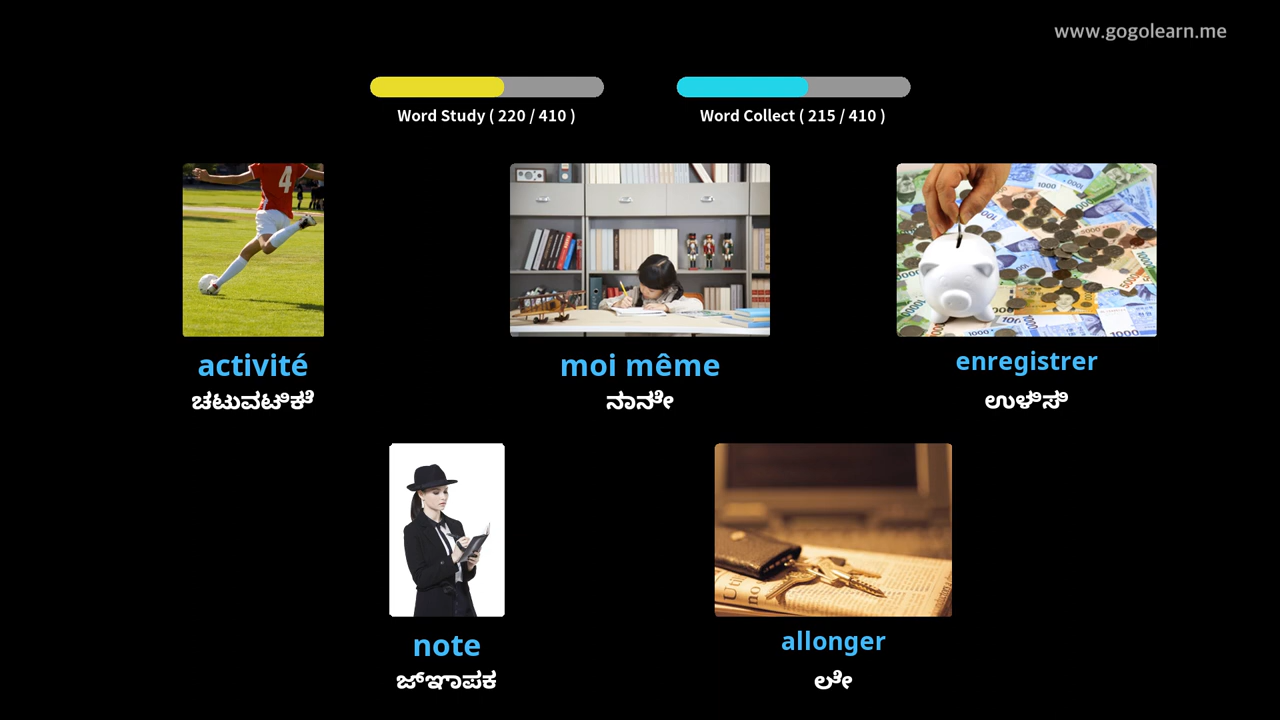 www.gogolearn.me
Word Study ( 220 / 410 )
Word Collect ( 215 / 410 )
4
activité
ಚಟುವಟಿಕೆ
moi même
ನಾನೇ
enregistrer
ಉಳಿಸಿ
note
ಜ್ಞಾಪಕ
allonger
ಲೇ